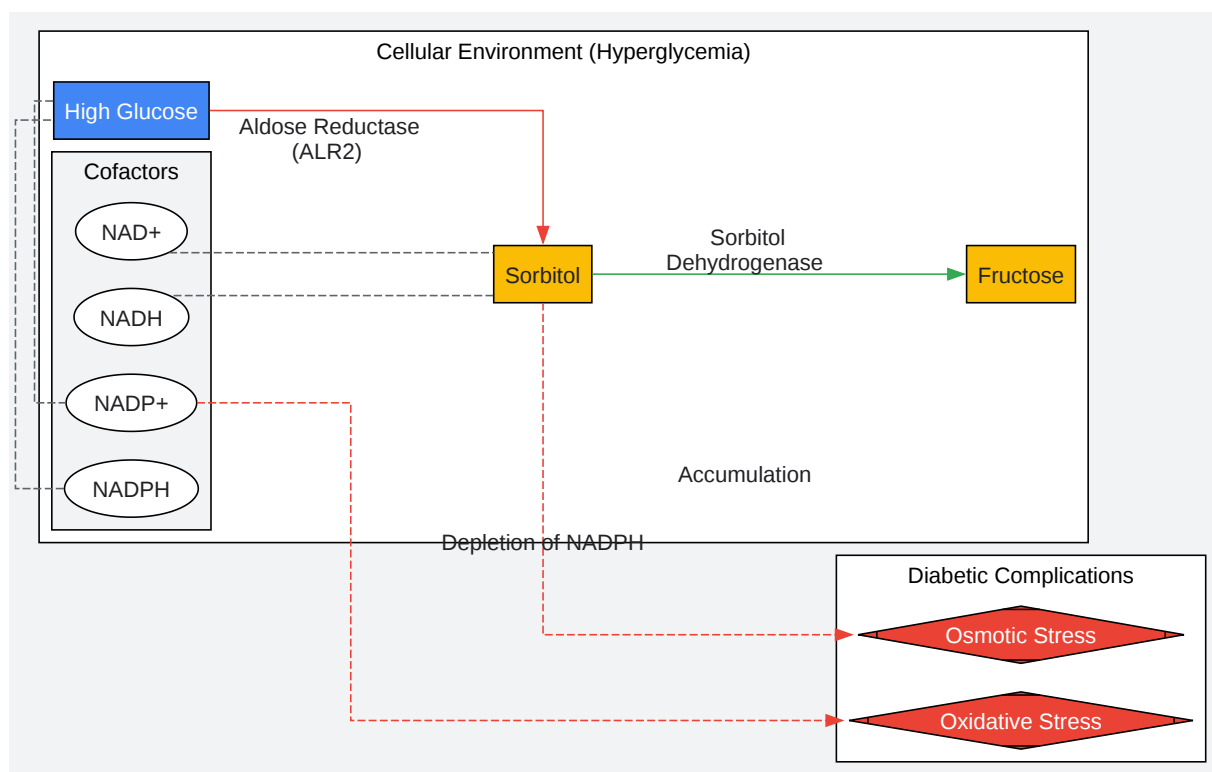 Cellular Environment (Hyperglycemia)
High Glucose
Aldose Reductase
(ALR2)
Cofactors
NAD+
NADH
NADP+
NADPH
Sorbitol
Sorbitol
Dehydrogenase
Fructose
Accumulation
Depletion of NADPH
Diabetic Complications
Osmotic Stress
Oxidative Stress